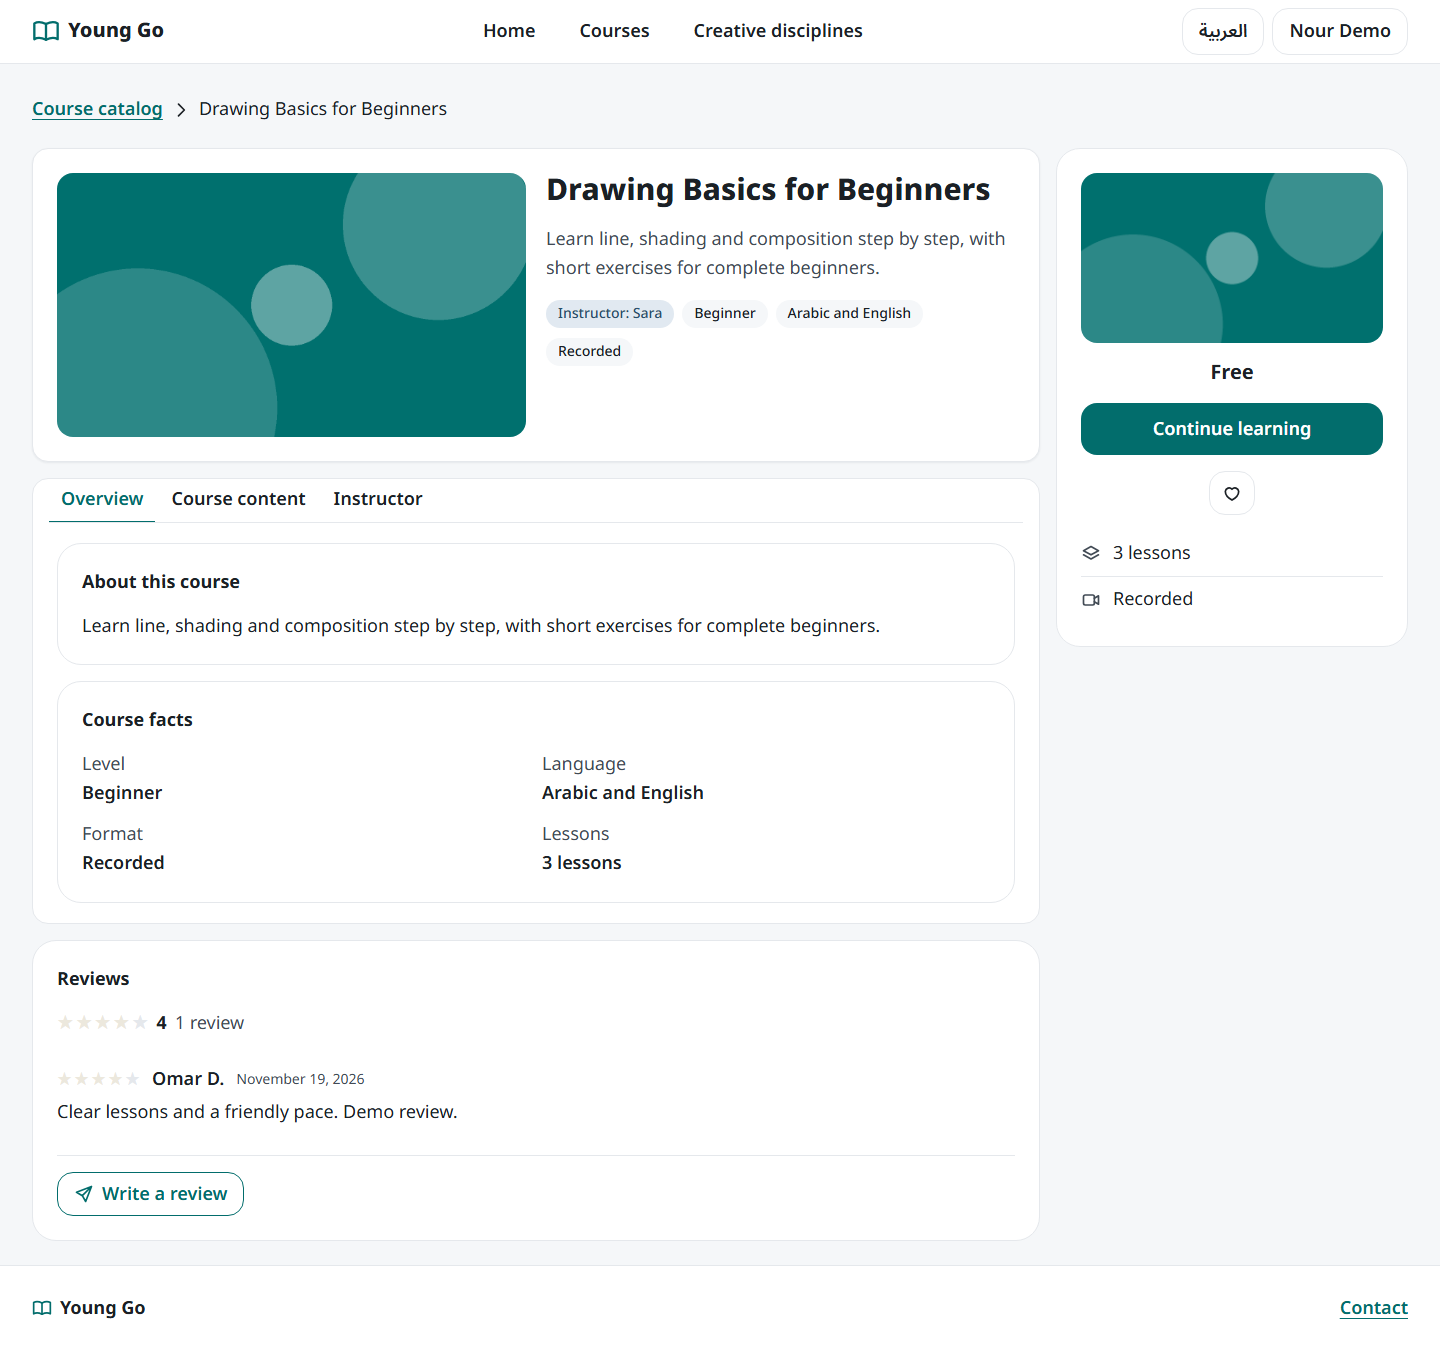 Young Go
Home
Courses
Creative disciplines
العربية
Nour Demo
Course catalog
Drawing Basics for Beginners
Drawing Basics for Beginners
Learn line, shading and composition step by step, with
short exercises for complete beginners.
Instructor: Sara
Beginner
Arabic and English
Recorded
Free
Continue learning
3 lessons
Recorded
Overview
Course content
Instructor
About this course
Learn line, shading and composition step by step, with short exercises for complete beginners.
Course facts
Level
Beginner
Language
Arabic and English
Format
Recorded
Lessons
3 lessons
Reviews
4 1 review
Omar D. November 19, 2026
Clear lessons and a friendly pace. Demo review.
Write a review
Young Go
Contact